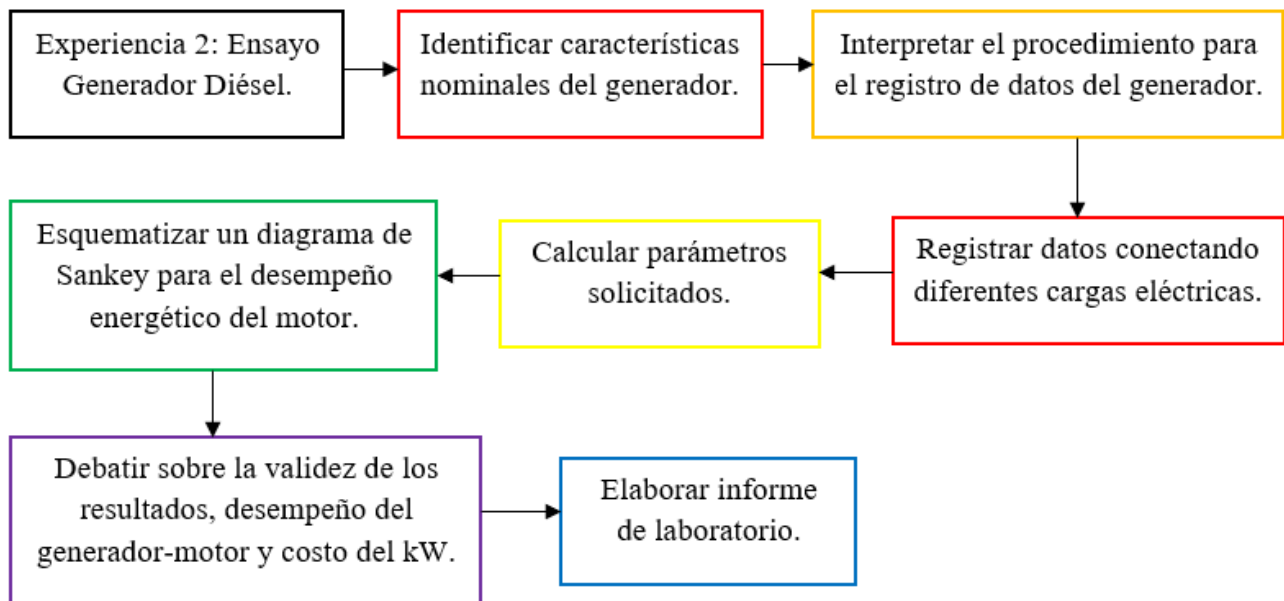 Experiencia 2: Ensayo
Generador Diésel.
Identificar características
nominales del generador.
Interpretar el procedimiento para
el registro de datos del generador.
Registrar datos conectando
diferentes cargas eléctricas.
Calcular parámetros
solicitados.
Esquematizar un diagrama de
Sankey para el desempeño
energético del motor.
Debatir sobre la validez de los
resultados, desempeño del
generador-motor y costo del kW.
Elaborar informe
de laboratorio.